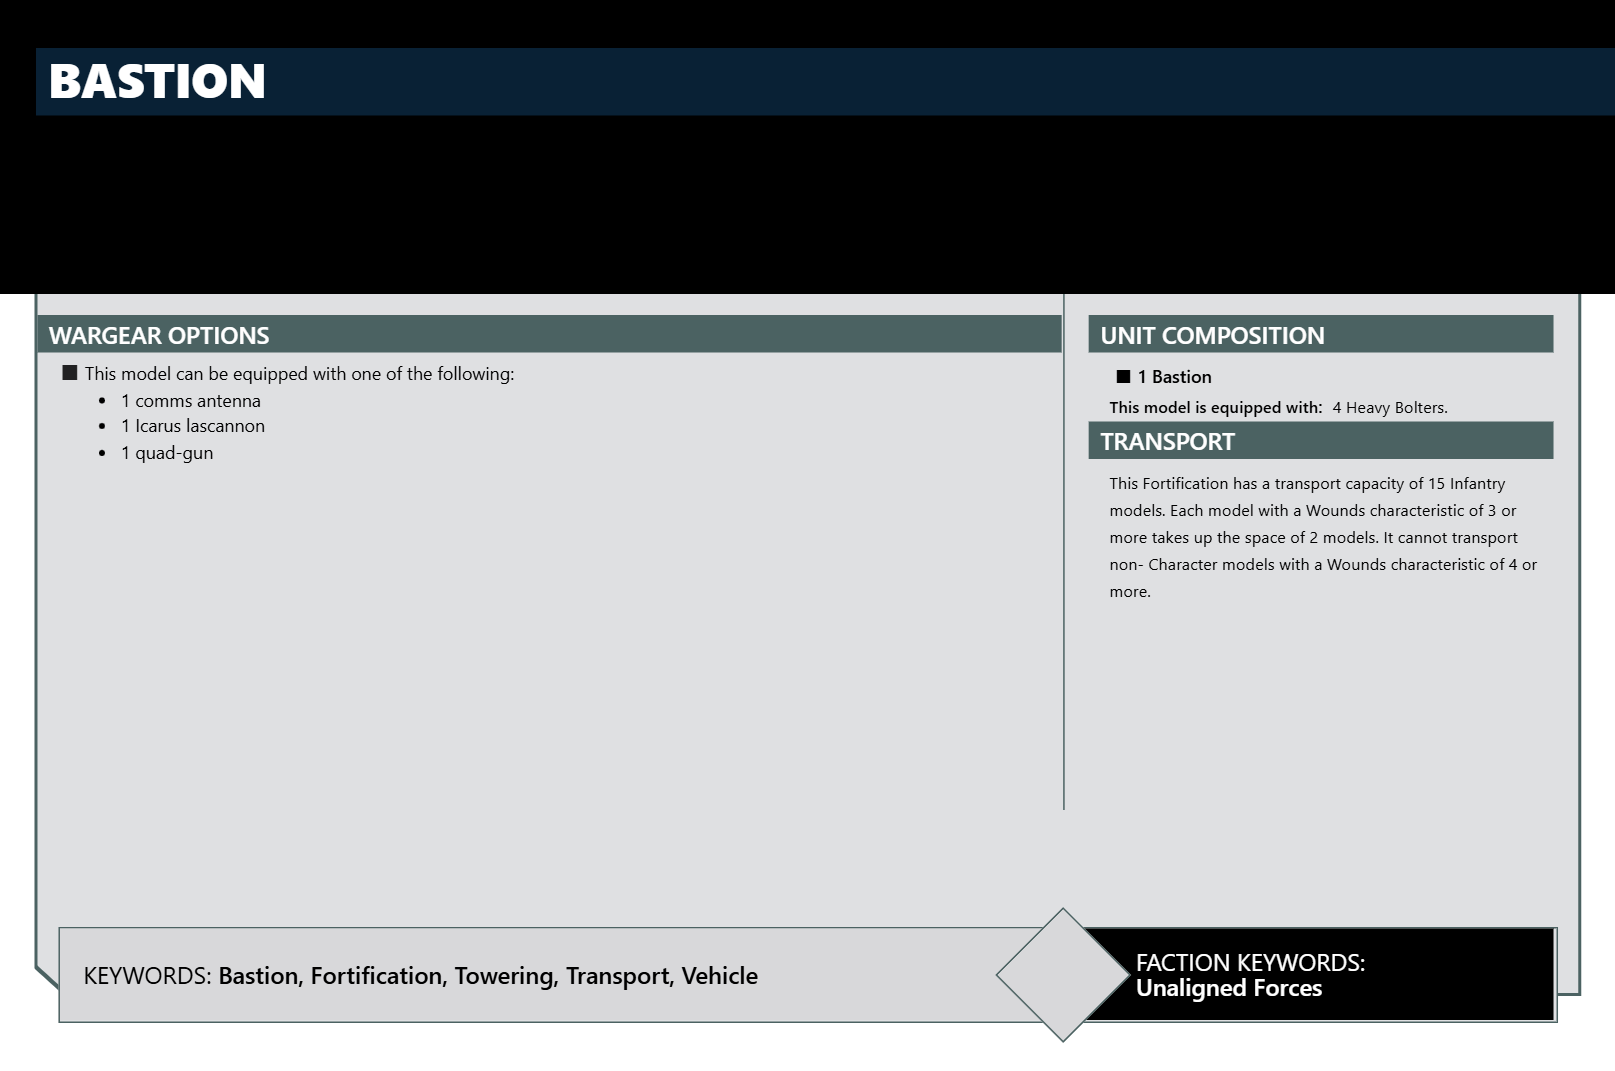 BASTION
WARGEAR OPTIONS
■ This model can be equipped with one of the following:
• 1 comms antenna
• 1 Icarus lascannon
• 1 quad-gun
UNIT COMPOSITION
■ 1 Bastion
This model is equipped with: 4 Heavy Bolters.
TRANSPORT
This Fortification has a transport capacity of 15 Infantry
models. Each model with a Wounds characteristic of 3 or
more takes up the space of 2 models. It cannot transport
non- Character models with a Wounds characteristic of 4 or
more.
KEYWORDS: Bastion, Fortification, Towering, Transport, Vehicle
FACTION KEYWORDS:
Unaligned Forces